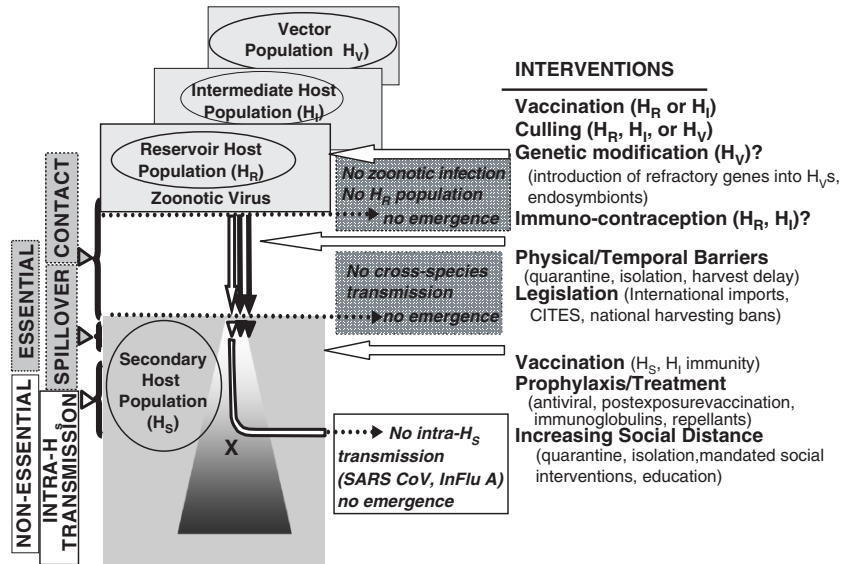 Vector
Population H_V)
Intermediate Host
Population (H_I)
Reservoir Host
Population (H_R)
Zoonotic Virus
No zoonotic infection
No H_R population
no emergence
No cross-species
transmission
no emergence
Secondary
Host
Population
(H_S)
X
No intra-H_S
transmission
(SARS CoV, InFlu A)
no emergence
ESSENTIAL
NON-ESSENTIAL
CONTACT
SPILLOVER
INTRA-H_s
TRANSMISSION
INTERVENTIONS
Vaccination (H_R or H_I)
Culling (H_R, H_I, or H_V)
Genetic modification (H_V)?
(introduction of refractory genes into H_Vs,
endosymbionts)
Immuno-contraception (H_R, H_I)?
Physical/Temporal Barriers
(quarantine, isolation, harvest delay)
Legislation (International imports,
CITES, national harvesting bans)
Vaccination (H_S, H_I immunity)
Prophylaxis/Treatment
(antiviral, postexposurevaccination,
immunoglobulins, repellants)
Increasing Social Distance
(quarantine, isolation,mandated social
interventions, education)